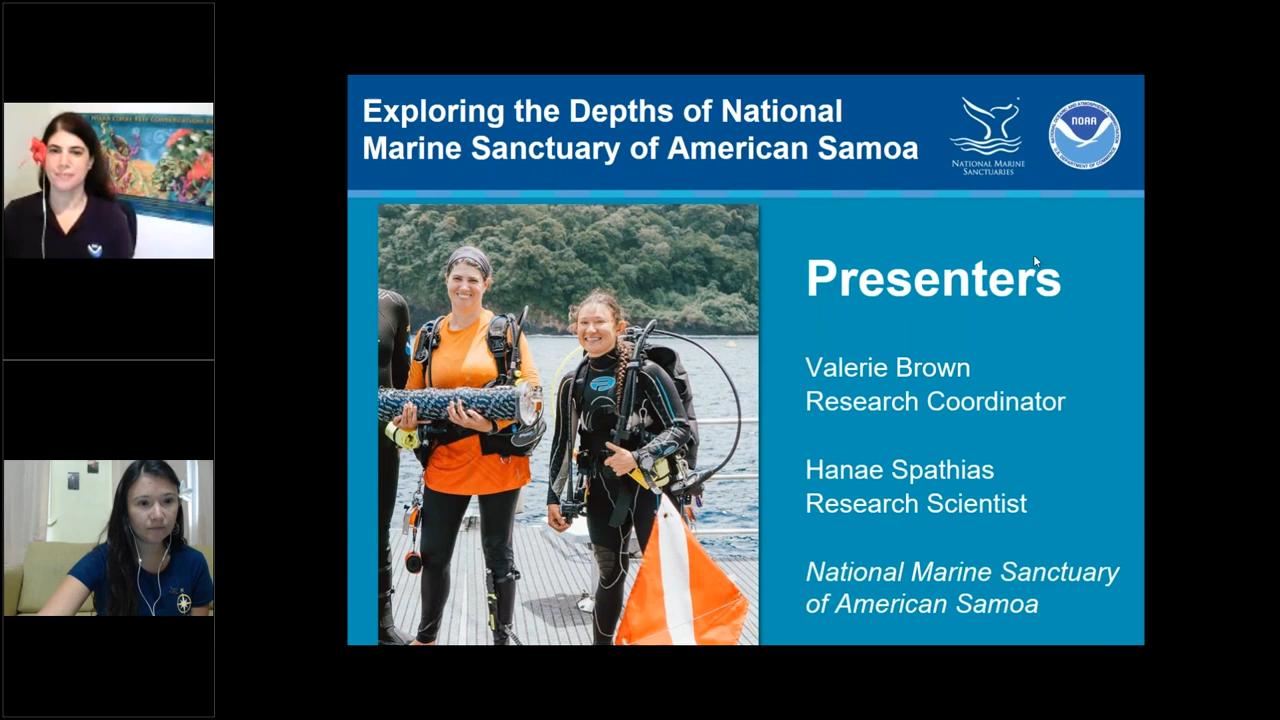 Exploring the Depths of National
Marine Sanctuary of American Samoa
NATIONAL MARINE
SANCTUARIES
NOAA
Presenters
Valerie Brown
Research Coordinator
Hanae Spathias
Research Scientist
National Marine Sanctuary
of American Samoa